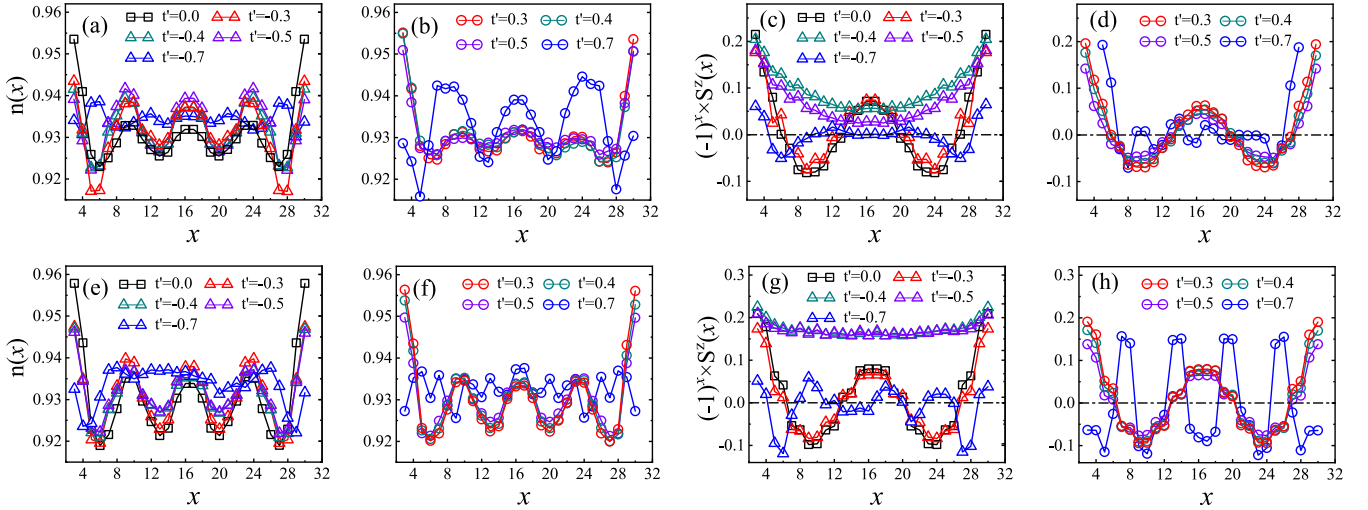 (a)
t'=0.0 t'=-0.3
t'=-0.4 t'=-0.5
t'=-0.7
n(x)
0.96
0.95
0.94
0.93
0.92
4 8 12 16 20 24 28 32
x
(b)
t'=0.3 t'=0.4
t'=0.5 t'=0.7
0.96
0.95
0.94
0.93
0.92
4 8 12 16 20 24 28 32
x
(c)
t'=0.0 t'=-0.3
t'=-0.4 t'=-0.5
t'=-0.7
(-1)^x×S^z(x)
0.3
0.2
0.1
0.0
-0.1
4 8 12 16 20 24 28 32
x
(d)
t'=0.3 t'=0.4
t'=0.5 t'=0.7
0.2
0.1
0.0
-0.1
4 8 12 16 20 24 28 32
x
(e)
t'=0.0 t'=-0.3
t'=-0.4 t'=-0.5
t'=-0.7
n(x)
0.96
0.95
0.94
0.93
0.92
4 8 12 16 20 24 28 32
x
(f)
t'=0.3 t'=0.4
t'=0.5 t'=0.7
0.96
0.95
0.94
0.93
0.92
4 8 12 16 20 24 28 32
x
(g)
t'=0.0 t'=-0.3
t'=-0.4 t'=-0.5
t'=-0.7
(-1)^x×S^z(x)
0.3
0.2
0.1
0.0
-0.1
4 8 12 16 20 24 28 32
x
(h)
t'=0.3 t'=0.4
t'=0.5 t'=0.7
0.3
0.2
0.1
0.0
-0.1
4 8 12 16 20 24 28 32
x